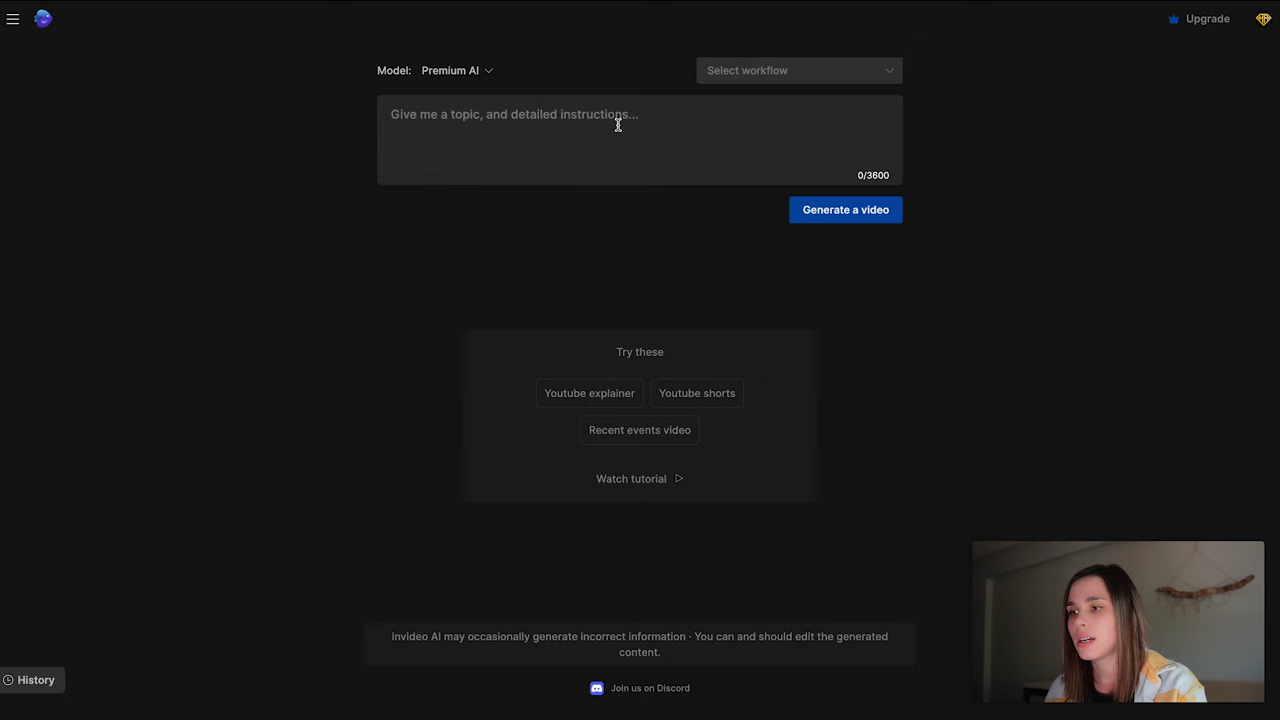 Upgrade
Model: Premium AI
Select workflow
Give me a topic, and detailed instructions...
0/3600
Generate a video
Try these
Youtube explainer
Youtube shorts
Recent events video
Watch tutorial
invideo AI may occasionally generate incorrect information · You can and should edit the generated
content.
History
Join us on Discord